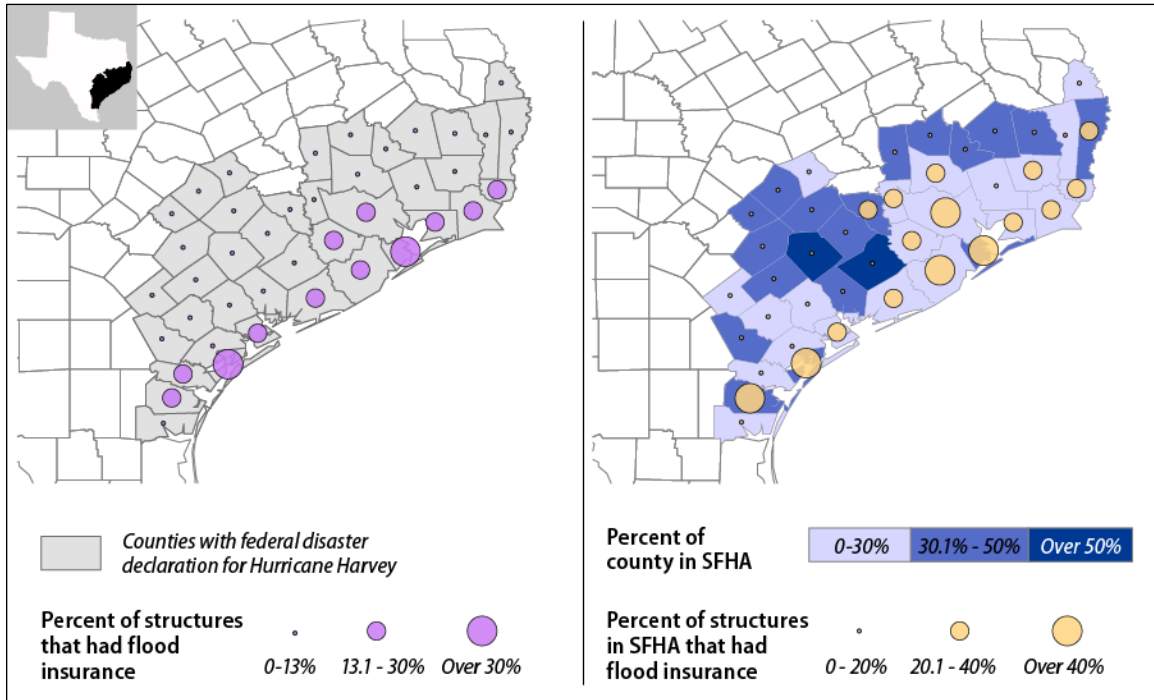 Counties with federal disaster
declaration for Hurricane Harvey
Percent of structures
that had flood
insurance
0-13%
13.1 - 30%
Over 30%
Percent of
county in SFHA
0-30%
30.1% - 50%
Over 50%
Percent of structures
in SFHA that had
flood insurance
0 - 20%
20.1 - 40%
Over 40%